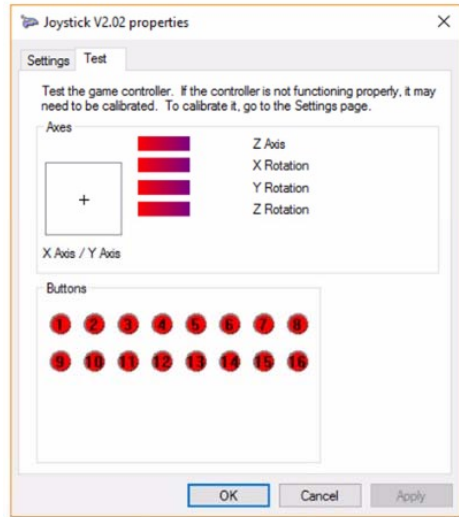 Joystick V2.02 properties
Settings Test
Test the game controller. If the controller is not functioning properly, it may
need to be calibrated. To calibrate it, go to the Settings page.
Axes
Z Axis
X Rotation
Y Rotation
Z Rotation
X Axis / Y Axis
Buttons
1 2 3 4 5 6 7 8
9 10 11 12 13 14 15 16
OK Cancel Apply